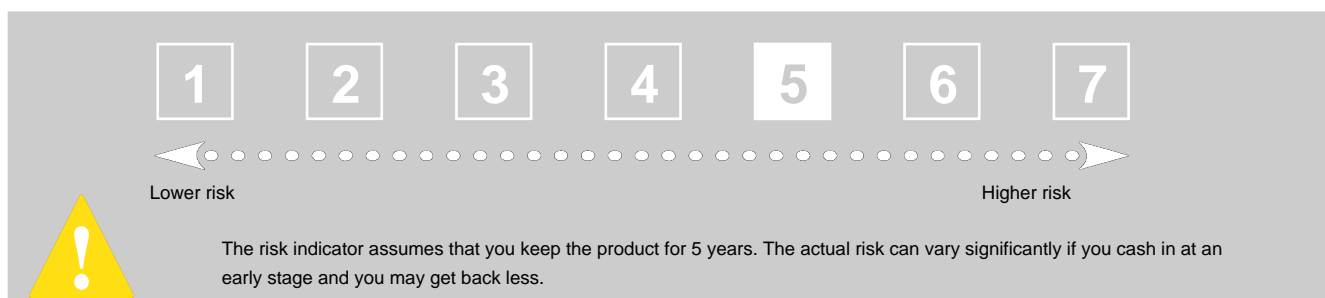 1 2 3 4 5 6 7
Lower risk Higher risk
!
The risk indicator assumes that you keep the product for 5 years. The actual risk can vary significantly if you cash in at an
early stage and you may get back less.